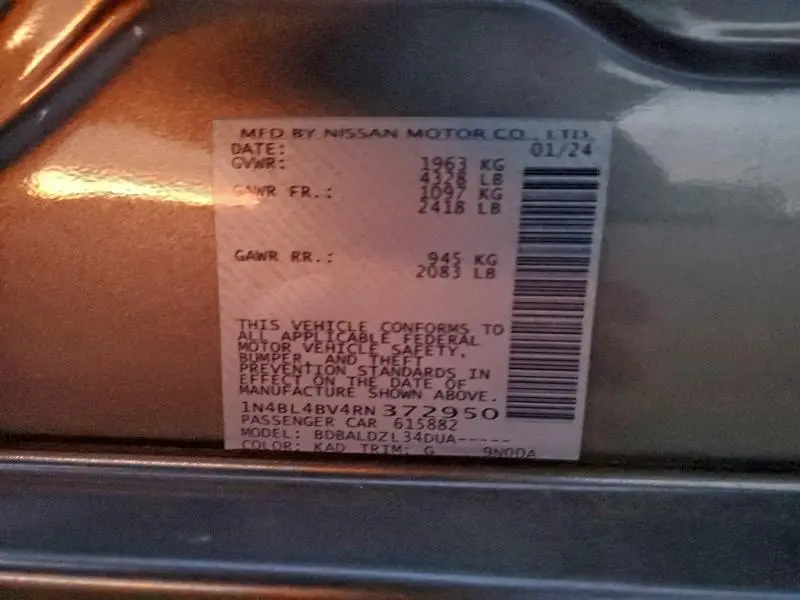 MFD BY NISSAN MOTOR CO., LTD.
DATE: 01/24
GVWR: 1963 KG
4328 LB
GAWR FR.: 1097 KG
2418 LB
GAWR RR.: 945 KG
2083 LB
THIS VEHICLE CONFORMS TO
ALL APPLICABLE FEDERAL
MOTOR VEHICLE SAFETY,
BUMPER, AND THEFT
PREVENTION STANDARDS IN
EFFECT ON THE DATE OF
MANUFACTURE SHOWN ABOVE.
1N4BL4BV4RN372950
PASSENGER CAR 615882
MODEL: BDBALDZL34DUA-----
COLOR: KAD TRIM: G 9N00A